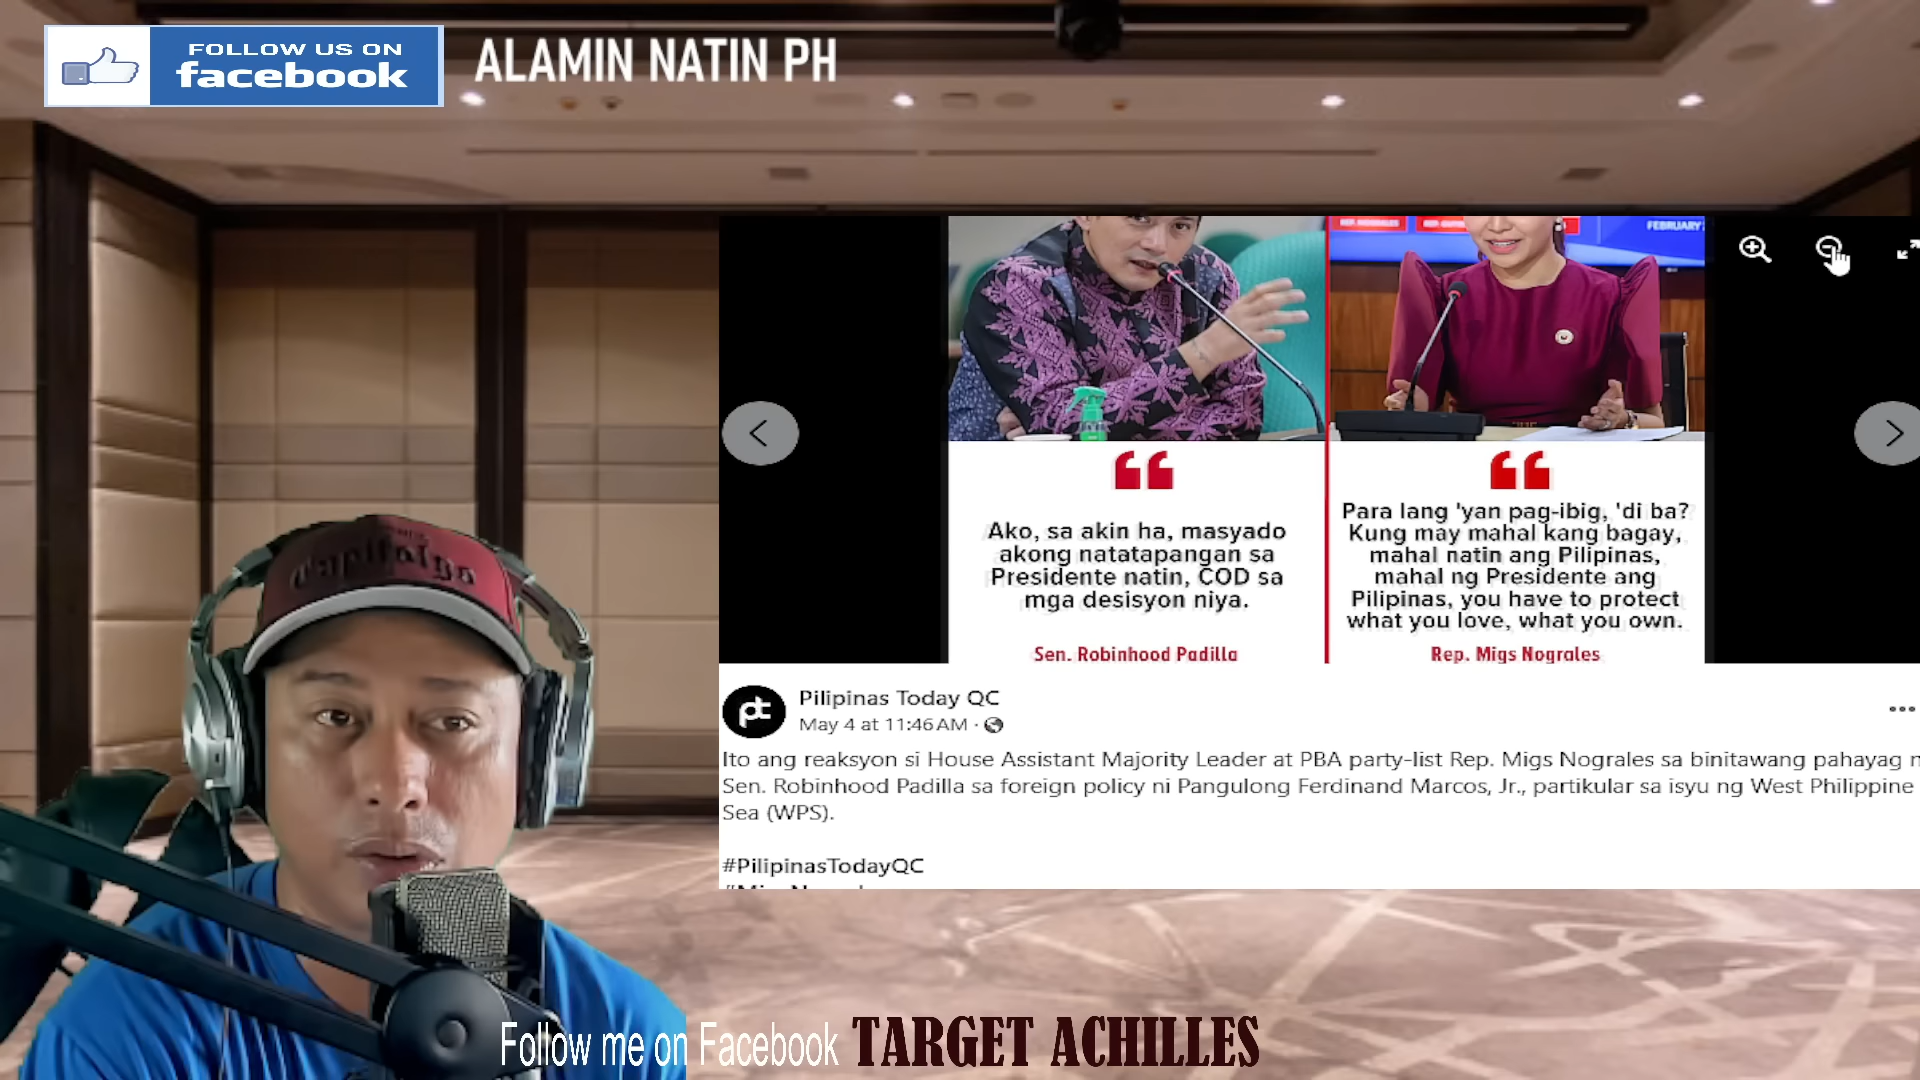 FOLLOW US ON
facebook
ALAMIN NATIN PH
FEBRUARY
Ako, sa akin ha, masyado
akong natatapangan sa
Presidente natin, COD sa
mga desisyon niya.
Sen. Robinhood Padilla
Para lang 'yan pag-ibig, 'di ba?
Kung may mahal kang bagay,
mahal natin ang Pilipinas,
mahal ng Presidente ang
Pilipinas, you have to protect
what you love, what you own.
Rep. Migs Nograles
pt
Pilipinas Today QC
May 4 at 11:46 AM ·
Ito ang reaksyon si House Assistant Majority Leader at PBA party-list Rep. Migs Nograles sa binitawang pahayag
Sen. Robinhood Padilla sa foreign policy ni Pangulong Ferdinand Marcos, Jr., partikular sa isyu ng West Philippine
Sea (WPS).
#PilipinasTodayQC
Capitalgo
Follow me on Facebook TARGET ACHILLES